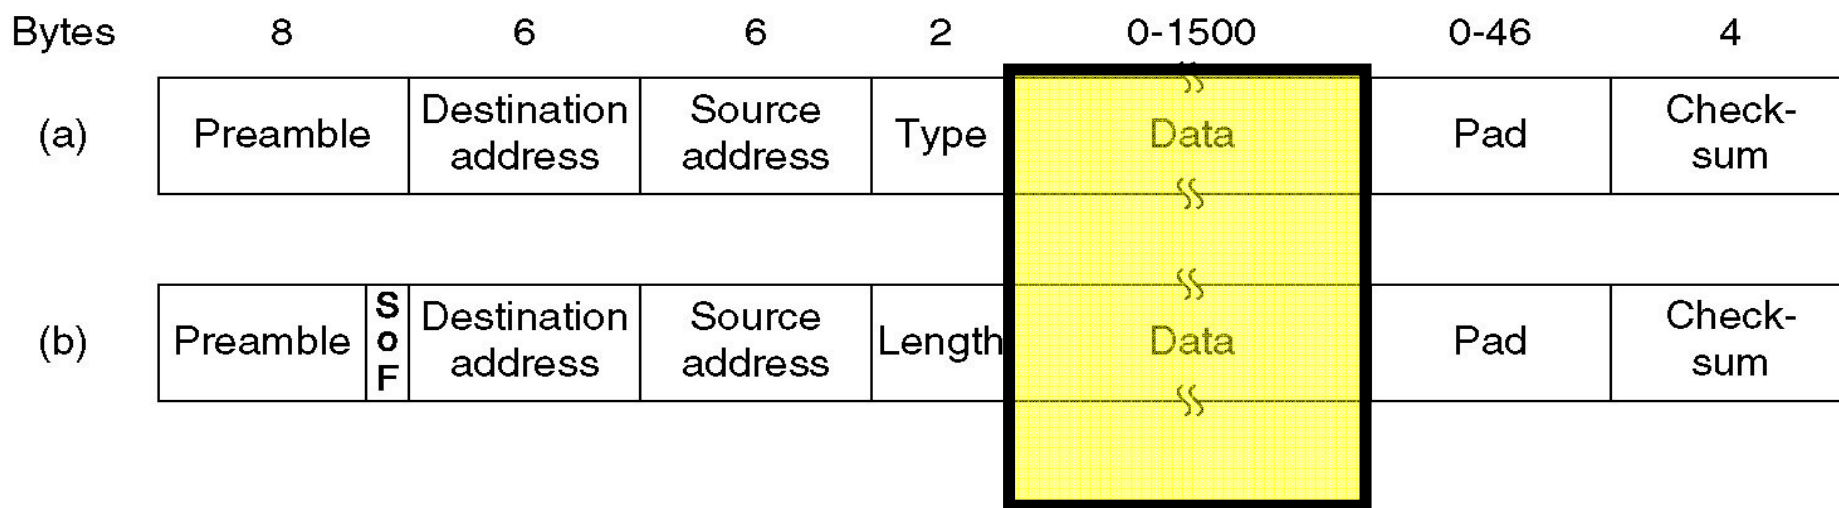 Bytes 8 6 6 2 0-1500 0-46 4
(a) Preamble Destination address Source address Type Data Pad Check-sum
(b) Preamble SoF Destination address Source address Length Data Pad Check-sum